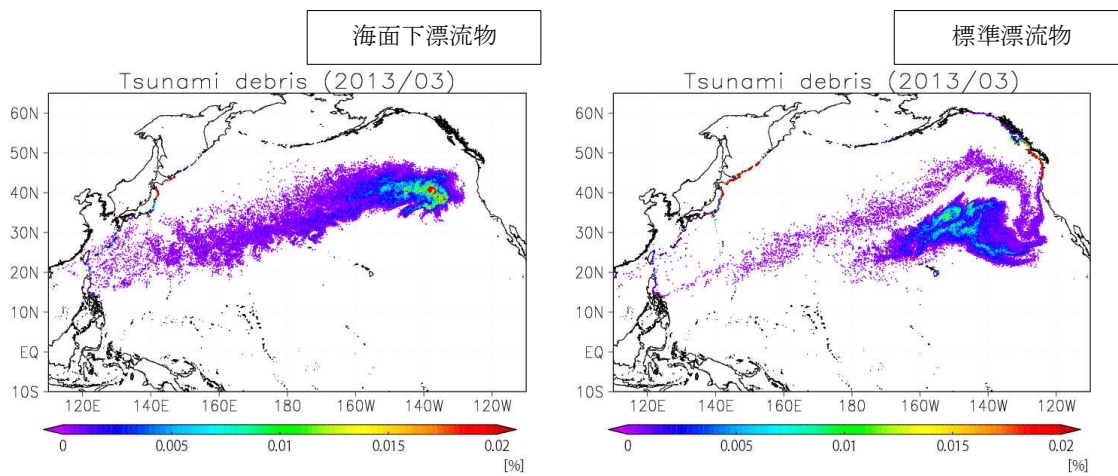 海面下漂流物
Tsunami debris (2013/03)
60N
50N
40N
30N
20N
10N
EQ
10S
120E 140E 160E 180 160W 140W 120W
0 0.005 0.01 0.015 0.02
[%]
標準漂流物
Tsunami debris (2013/03)
60N
50N
40N
30N
20N
10N
EQ
10S
120E 140E 160E 180 160W 140W 120W
0 0.005 0.01 0.015 0.02
[%]